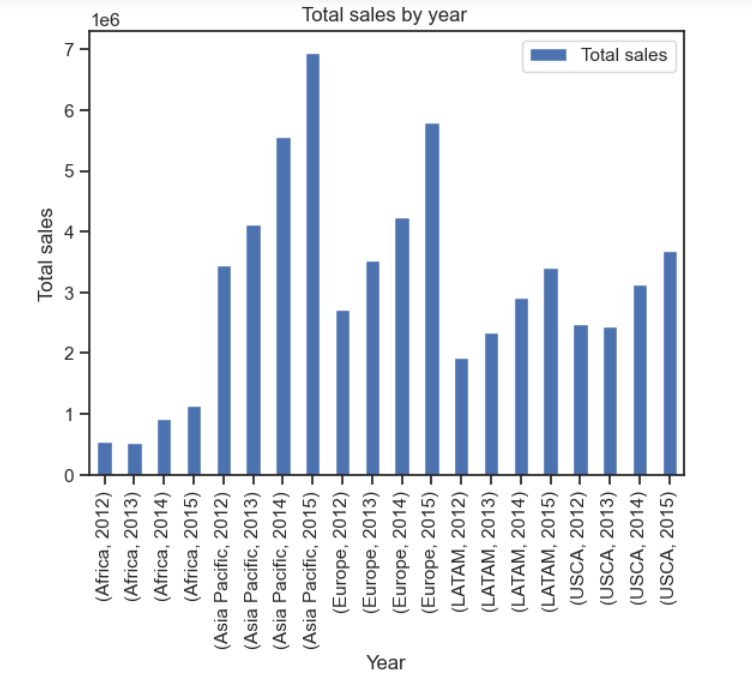 Total sales by year
1e6
Total sales
7
6
5
4
3
2
1
0
Total sales
(Africa, 2012)
(Africa, 2013)
(Africa, 2014)
(Africa, 2015)
(Asia Pacific, 2012)
(Asia Pacific, 2013)
(Asia Pacific, 2014)
(Asia Pacific, 2015)
(Europe, 2012)
(Europe, 2013)
(Europe, 2014)
(Europe, 2015)
(LATAM, 2012)
(LATAM, 2013)
(LATAM, 2014)
(LATAM, 2015)
(USCA, 2012)
(USCA, 2013)
(USCA, 2014)
(USCA, 2015)
Year